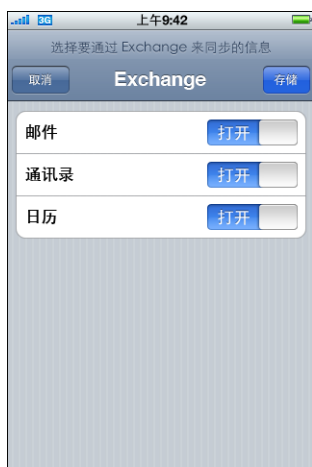 3G 上午9:42
选择要通过 Exchange 来同步的信息
取消 Exchange 存储
邮件 打开
通讯录 打开
日历 打开